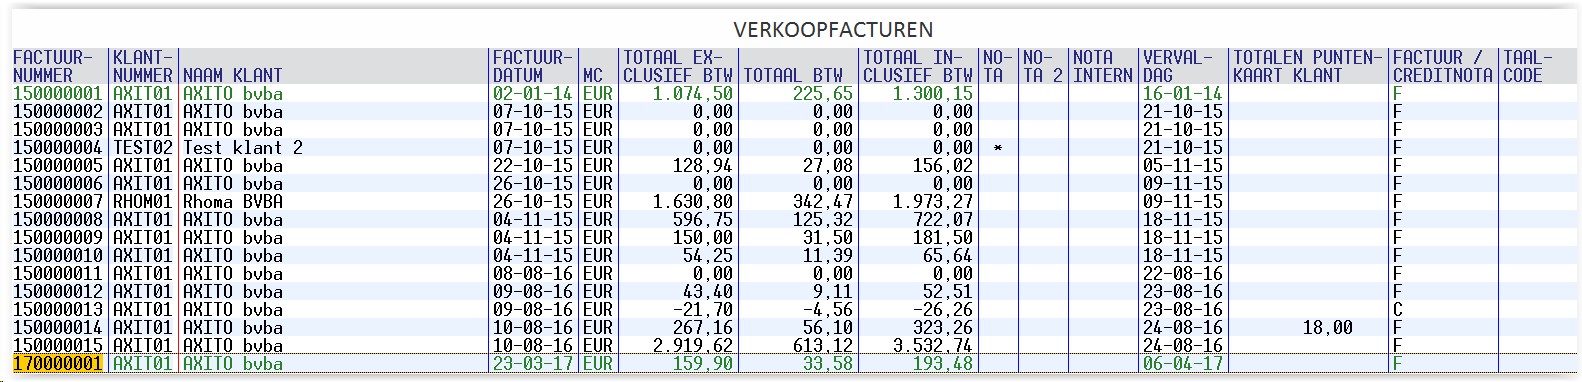 VERKOOPFACTUREN
FACTUUR- KLANT- FACTUUR- TOTAAL EX- TOTAAL IN- NO- NO- NOTA VERVAL- TOTALEN PUNTEN- FACTUUR / TAAL-
NUMMER NUMMER NAAM KLANT DATUM MC CLUSIEF BTW TOTAAL BTW CLUSIEF BTW TA TA 2 INTERN DAG KAART KLANT CREDITNOTA CODE
150000001 AXIT01 AXITO bvba 02-01-14 EUR 1.074,50 225,65 1.300,15 16-01-14 F
150000002 AXIT01 AXITO bvba 07-10-15 EUR 0,00 0,00 0,00 21-10-15 F
150000003 AXIT01 AXITO bvba 07-10-15 EUR 0,00 0,00 0,00 21-10-15 F
150000004 TEST02 Test klant 2 07-10-15 EUR 0,00 0,00 0,00 * 21-10-15 F
150000005 AXIT01 AXITO bvba 22-10-15 EUR 128,94 27,08 156,02 05-11-15 F
150000006 AXIT01 AXITO bvba 26-10-15 EUR 0,00 0,00 0,00 09-11-15 F
150000007 RHOM01 Rhoma BVBA 26-10-15 EUR 1.630,80 342,47 1.973,27 09-11-15 F
150000008 AXIT01 AXITO bvba 04-11-15 EUR 596,75 125,32 722,07 18-11-15 F
150000009 AXIT01 AXITO bvba 04-11-15 EUR 150,00 31,50 181,50 18-11-15 F
150000010 AXIT01 AXITO bvba 04-11-15 EUR 54,25 11,39 65,64 18-11-15 F
150000011 AXIT01 AXITO bvba 08-08-16 EUR 0,00 0,00 0,00 22-08-16 F
150000012 AXIT01 AXITO bvba 09-08-16 EUR 43,40 9,11 52,51 23-08-16 F
150000013 AXIT01 AXITO bvba 09-08-16 EUR -21,70 -4,56 -26,26 23-08-16 C
150000014 AXIT01 AXITO bvba 10-08-16 EUR 267,16 56,10 323,26 24-08-16 18,00 F
150000015 AXIT01 AXITO bvba 10-08-16 EUR 2.919,62 613,12 3.532,74 24-08-16 F
170000001 AXIT01 AXITO bvba 23-03-17 EUR 159,90 33,58 193,48 06-04-17 F